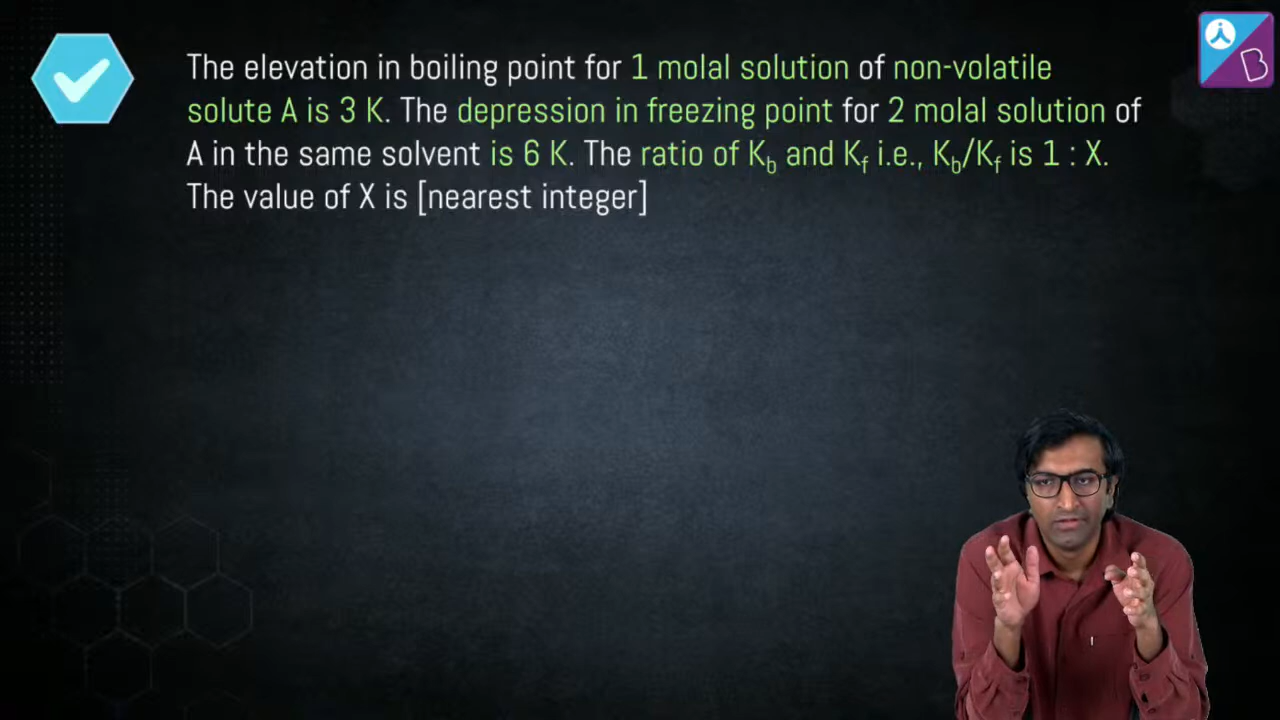 The elevation in boiling point for 1 molal solution of non-volatile
solute A is 3 K. The depression in freezing point for 2 molal solution of
A in the same solvent is 6 K. The ratio of K_b and K_f i.e., K_b/K_f is 1 : X.
The value of X is [nearest integer]
B